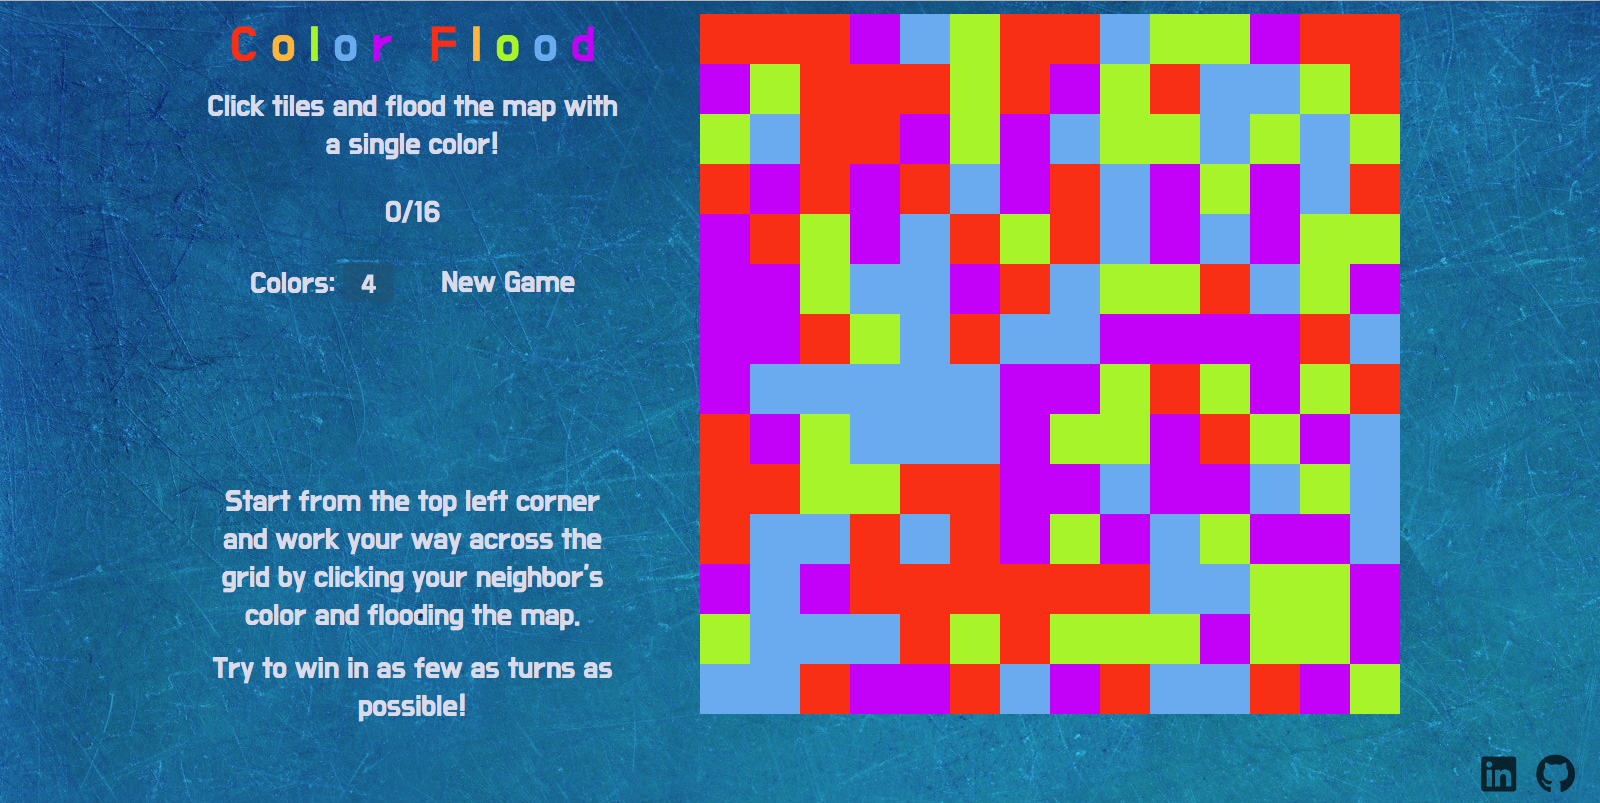 Color Flood
Click tiles and flood the map with
a single color!
0/16
Colors: 4 New Game
Start from the top left corner
and work your way across the
grid by clicking your neighbor's
color and flooding the map.
Try to win in as few as turns as
possible!
in